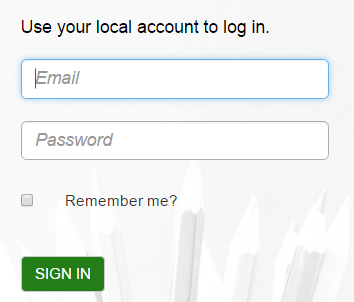 Use your local account to log in.
Email
Password
Remember me?
SIGN IN